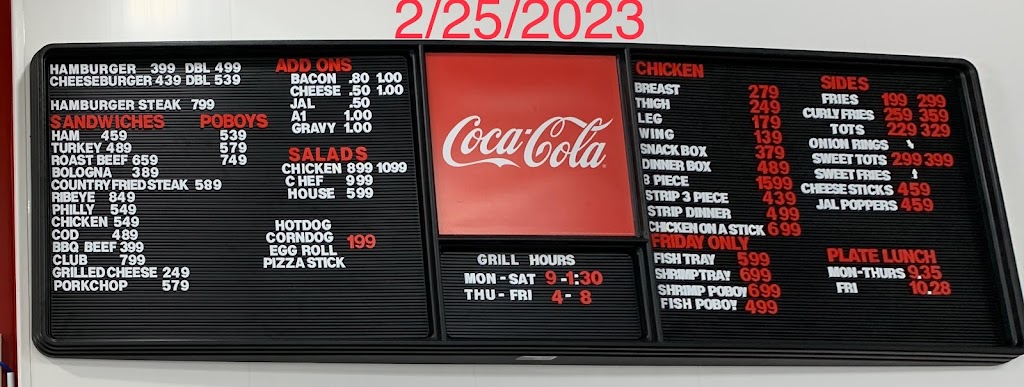 2/25/2023
HAMBURGER 399 DBL 499
CHEESEBURGER 439 DBL 539
HAMBURGER STEAK 799
SANDWICHES POBOYS
HAM 459 539
TURKEY 489 579
ROAST BEEF 659 749
BOLOGNA 389
COUNTRY FRIED STEAK 589
RIBEYE 849
PHILLY 549
CHICKEN 549
COD 489
BBQ BEEF 399
CLUB 799
GRILLED CHEESE 249
PORKCHOP 579
ADD ONS
BACON .80 1.00
CHEESE .50 1.00
JAL .50
A1 1.00
GRAVY 1.00
SALADS
CHICKEN 899 1099
CHEF 999
HOUSE 599
HOTDOG
CORNDOG 199
EGG ROLL
PIZZA STICK
Coca-Cola
GRILL HOURS
MON-SAT 9-1:30
THU-FRI 4-8
CHICKEN
BREAST 279
THIGH 249
LEG 179
WING 139
SNACK BOX 379
DINNER BOX 489
8 PIECE 1599
STRIP 3 PIECE 439
STRIP DINNER 499
CHICKEN ON A STICK 699
FRIDAY ONLY
FISH TRAY 599
SHRIMP TRAY 699
SHRIMP POBOY 699
FISH POBOY 499
SIDES
FRIES 199 299
CURLY FRIES 259 359
TOTS 229 329
ONION RINGS
SWEET TOTS 299 399
SWEET FRIES
CHEESE STICKS 459
JAL POPPERS 459
PLATE LUNCH
MON-THURS 9.35
FRI 10.28